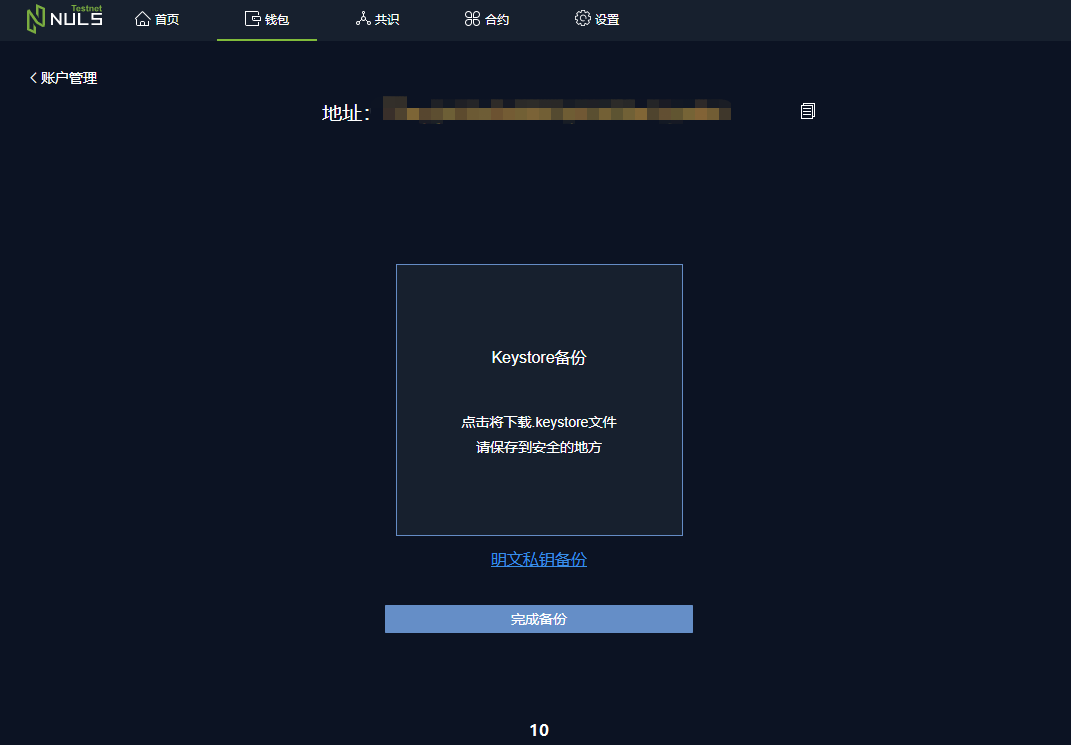 Testnet
NULS
首页 钱包 共识 合约 设置
账户管理
地址：
Keystore备份
点击将下载.keystore文件
请保存到安全的地方
明文私钥备份
完成备份
10